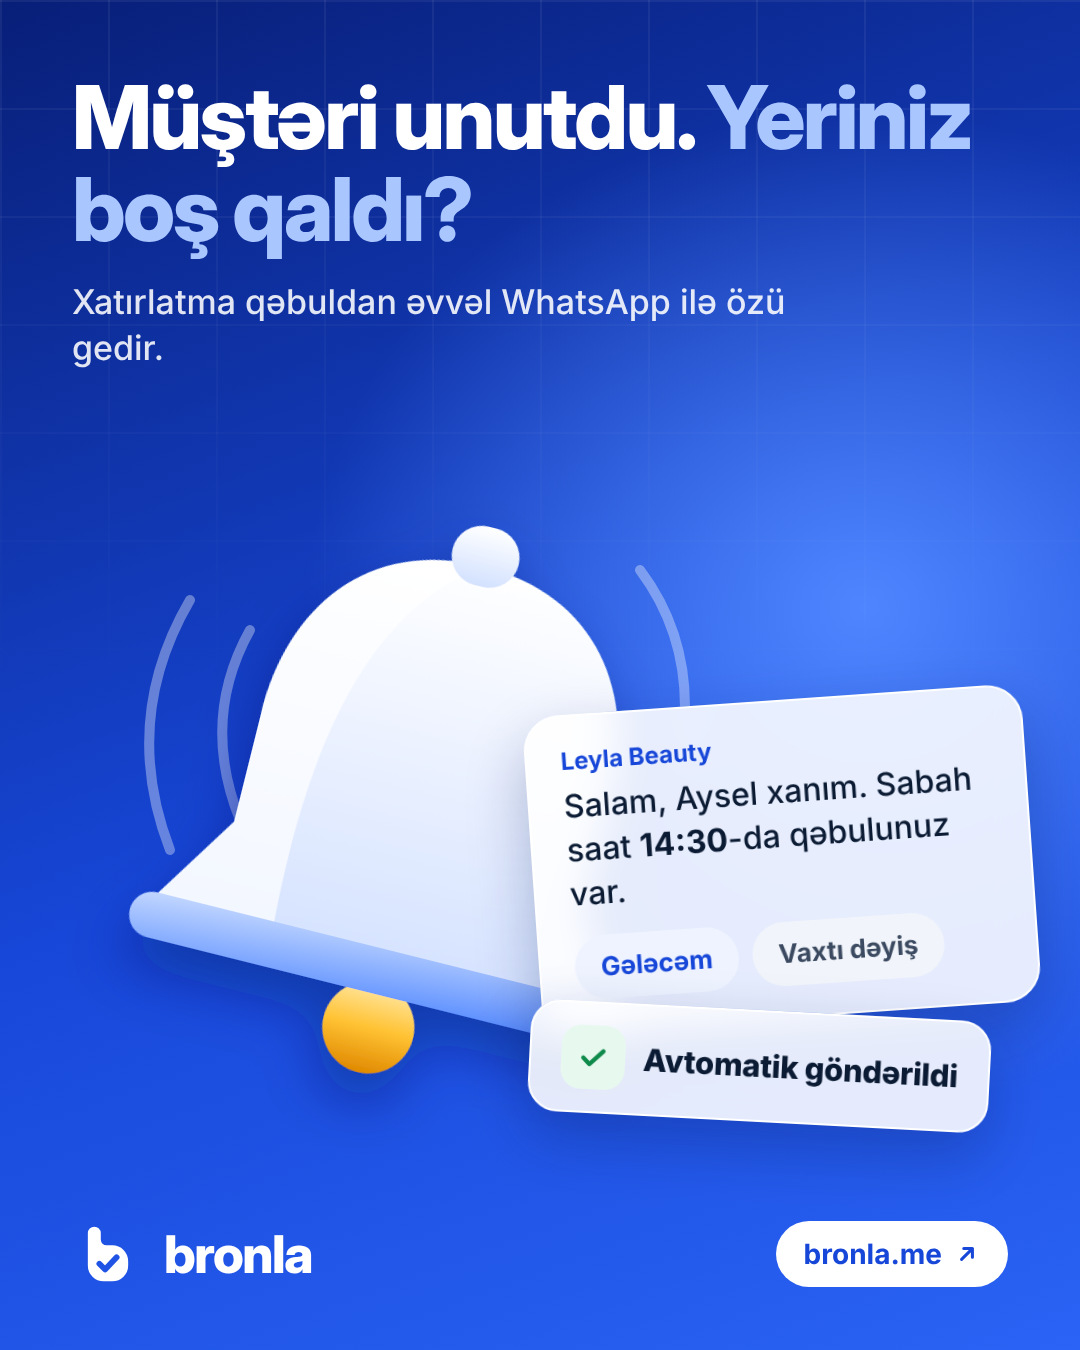 Müştəri unutdu. Yeriniz
boş qaldı?
Xatırlatma qəbuldan əvvəl WhatsApp ilə özü
gedir.
Leyla Beauty
Salam, Aysel xanım. Sabah
saat 14:30-da qəbulunuz
var.
Gələcəm
Vaxtı dəyiş
Avtomatik göndərildi
bronla
bronla.me